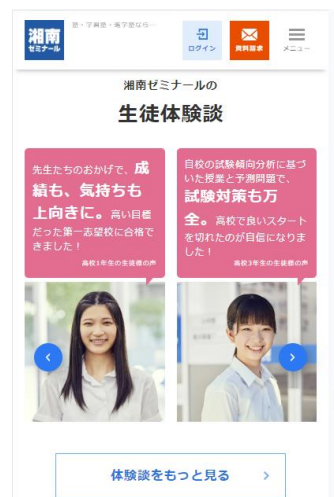 湘南
ゼミナール
塾・学習塾・進学塾なら…
ログイン
資料請求
メニュー
湘南ゼミナールの
生徒体験談
先生たちのおかげで、成
績も、気持ちも
上向きに。高い目標
だった第一志望校に合格で
きました！
高校1年生の生徒様の声
自校の試験傾向分析に基づ
いた授業と予測問題で、
試験対策も万
全。高校で良いスタート
を切れたのが自信になりま
した！
高校3年生の生徒様の声
体験談をもっと見る